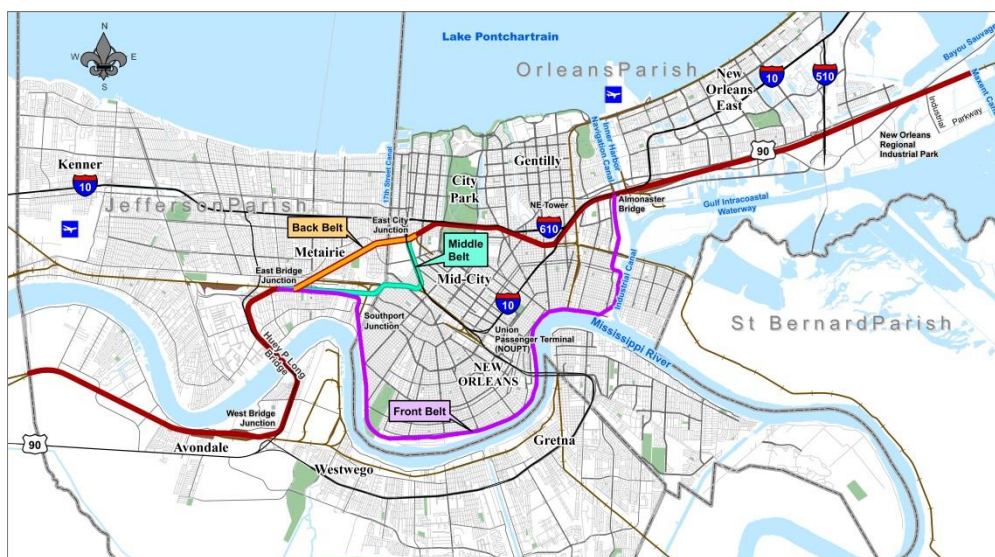 N
W E
S
Lake Pontchartrain
OrleansParish
New
Orleans
East
10
510
Bayou Sauvage
Maxent Canal
Industrial
Parkway
90
New Orleans
Regional
Industrial Park
Kenner
10
JeffersonParish
17th Street Canal
City
Park
Gentilly
Inner Harbor
Navigation Canal
NE-Tower
610
Almonaster
Bridge
Gulf Intracoastal
Waterway
East City
Junction
Back Belt
Metairie
Middle
Belt
Mid-City
East Bridge
Junction
10
Industrial Canal
Southport
Junction
Union
Passenger Terminal
(NOUPT)
Mississippi River
St BernardParish
Huey P Long
Bridge
NEW
ORLEANS
Front Belt
West Bridge
Junction
90
Avondale
Gretna
Westwego